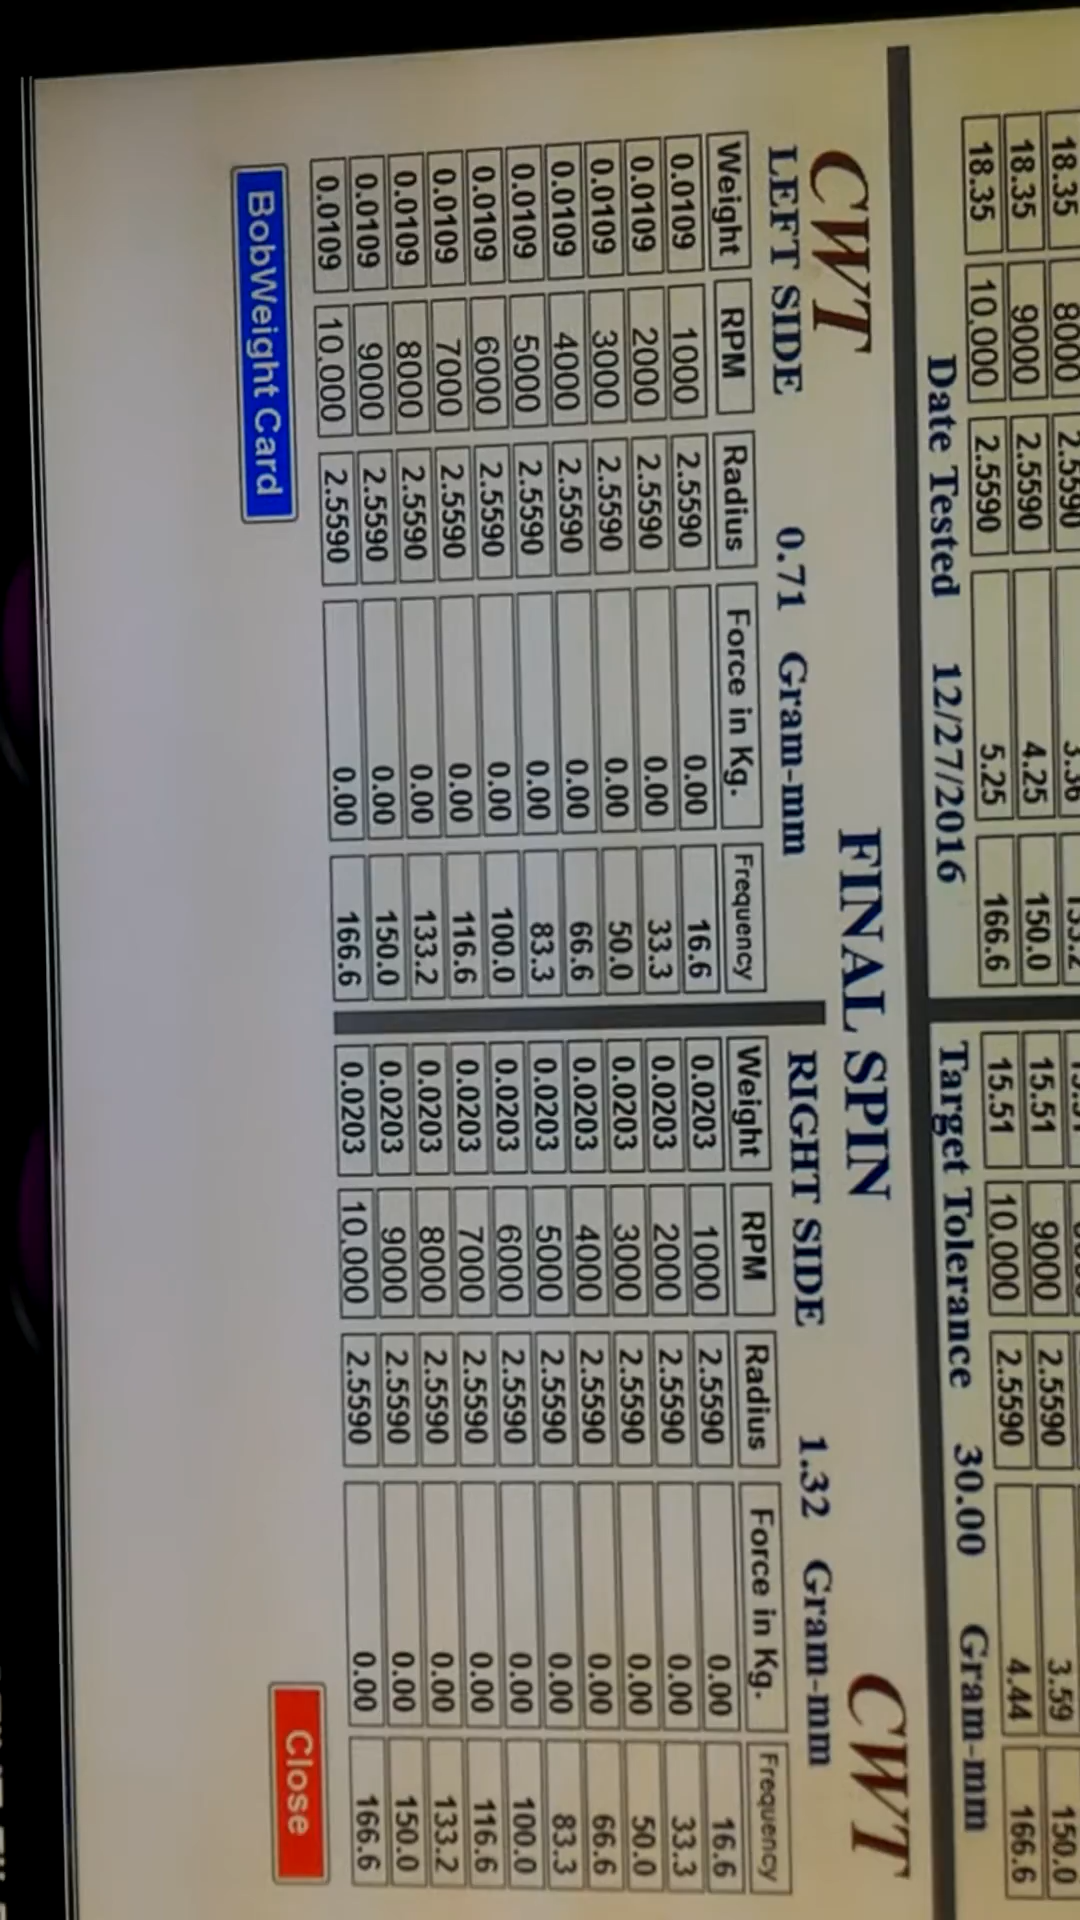 18.35 8000 2.5590 3.36
18.35 9000 2.5590 4.25 150.0 15.51 9000 2.5590 3.59 150.0
18.35 10,000 2.5590 5.25 166.6 15.51 10,000 2.5590 4.44 166.6
Date Tested 12/27/2016 Target Tolerance 30.00 Gram-mm
CWT FINAL SPIN CWT
LEFT SIDE 0.71 Gram-mm RIGHT SIDE 1.32 Gram-mm
Weight RPM Radius Force in Kg. Frequency Weight RPM Radius Force in Kg. Frequency
0.0109 1000 2.5590 0.00 16.6 0.0203 1000 2.5590 0.00 16.6
0.0109 2000 2.5590 0.00 33.3 0.0203 2000 2.5590 0.00 33.3
0.0109 3000 2.5590 0.00 50.0 0.0203 3000 2.5590 0.00 50.0
0.0109 4000 2.5590 0.00 66.6 0.0203 4000 2.5590 0.00 66.6
0.0109 5000 2.5590 0.00 83.3 0.0203 5000 2.5590 0.00 83.3
0.0109 6000 2.5590 0.00 100.0 0.0203 6000 2.5590 0.00 100.0
0.0109 7000 2.5590 0.00 116.6 0.0203 7000 2.5590 0.00 116.6
0.0109 8000 2.5590 0.00 133.2 0.0203 8000 2.5590 0.00 133.2
0.0109 9000 2.5590 0.00 150.0 0.0203 9000 2.5590 0.00 150.0
0.0109 10,000 2.5590 0.00 166.6 0.0203 10,000 2.5590 0.00 166.6
BobWeight Card Close